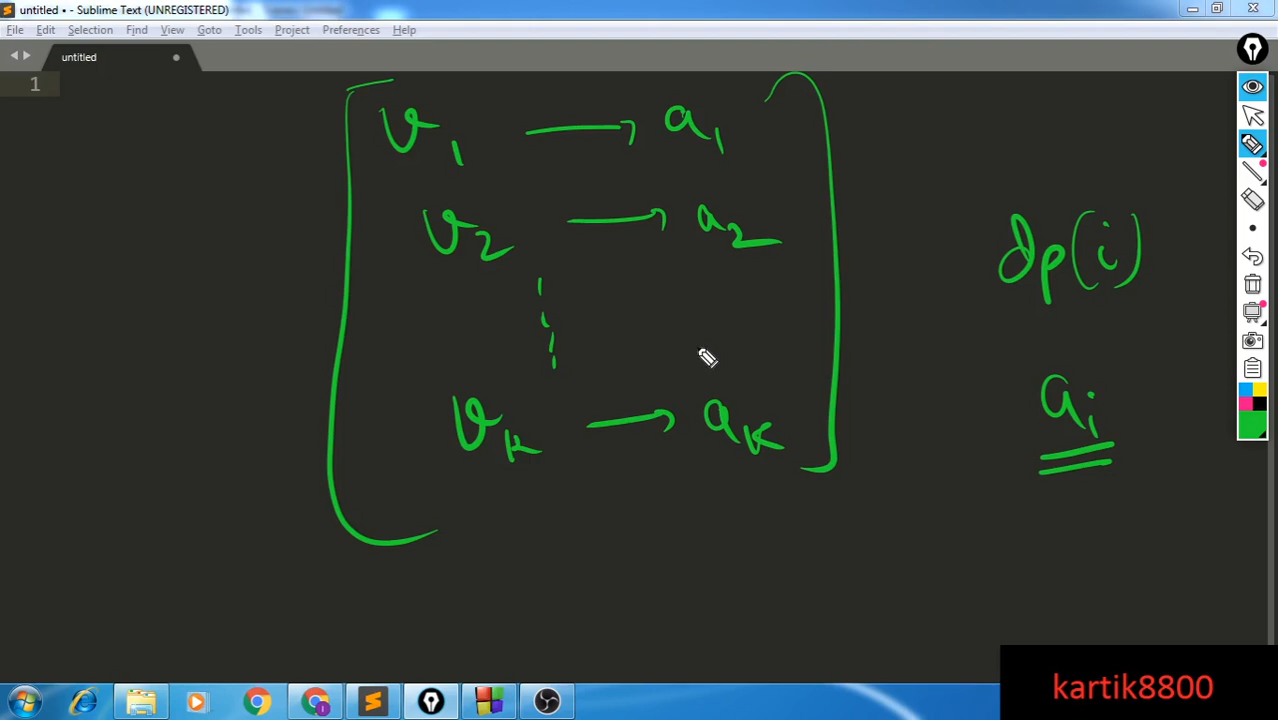 untitled • - Sublime Text (UNREGISTERED)
File Edit Selection Find View Goto Tools Project Preferences Help
untitled
1
v1 → a1
v2 → a2
dp(i)
vk → ak
ai
kartik8800